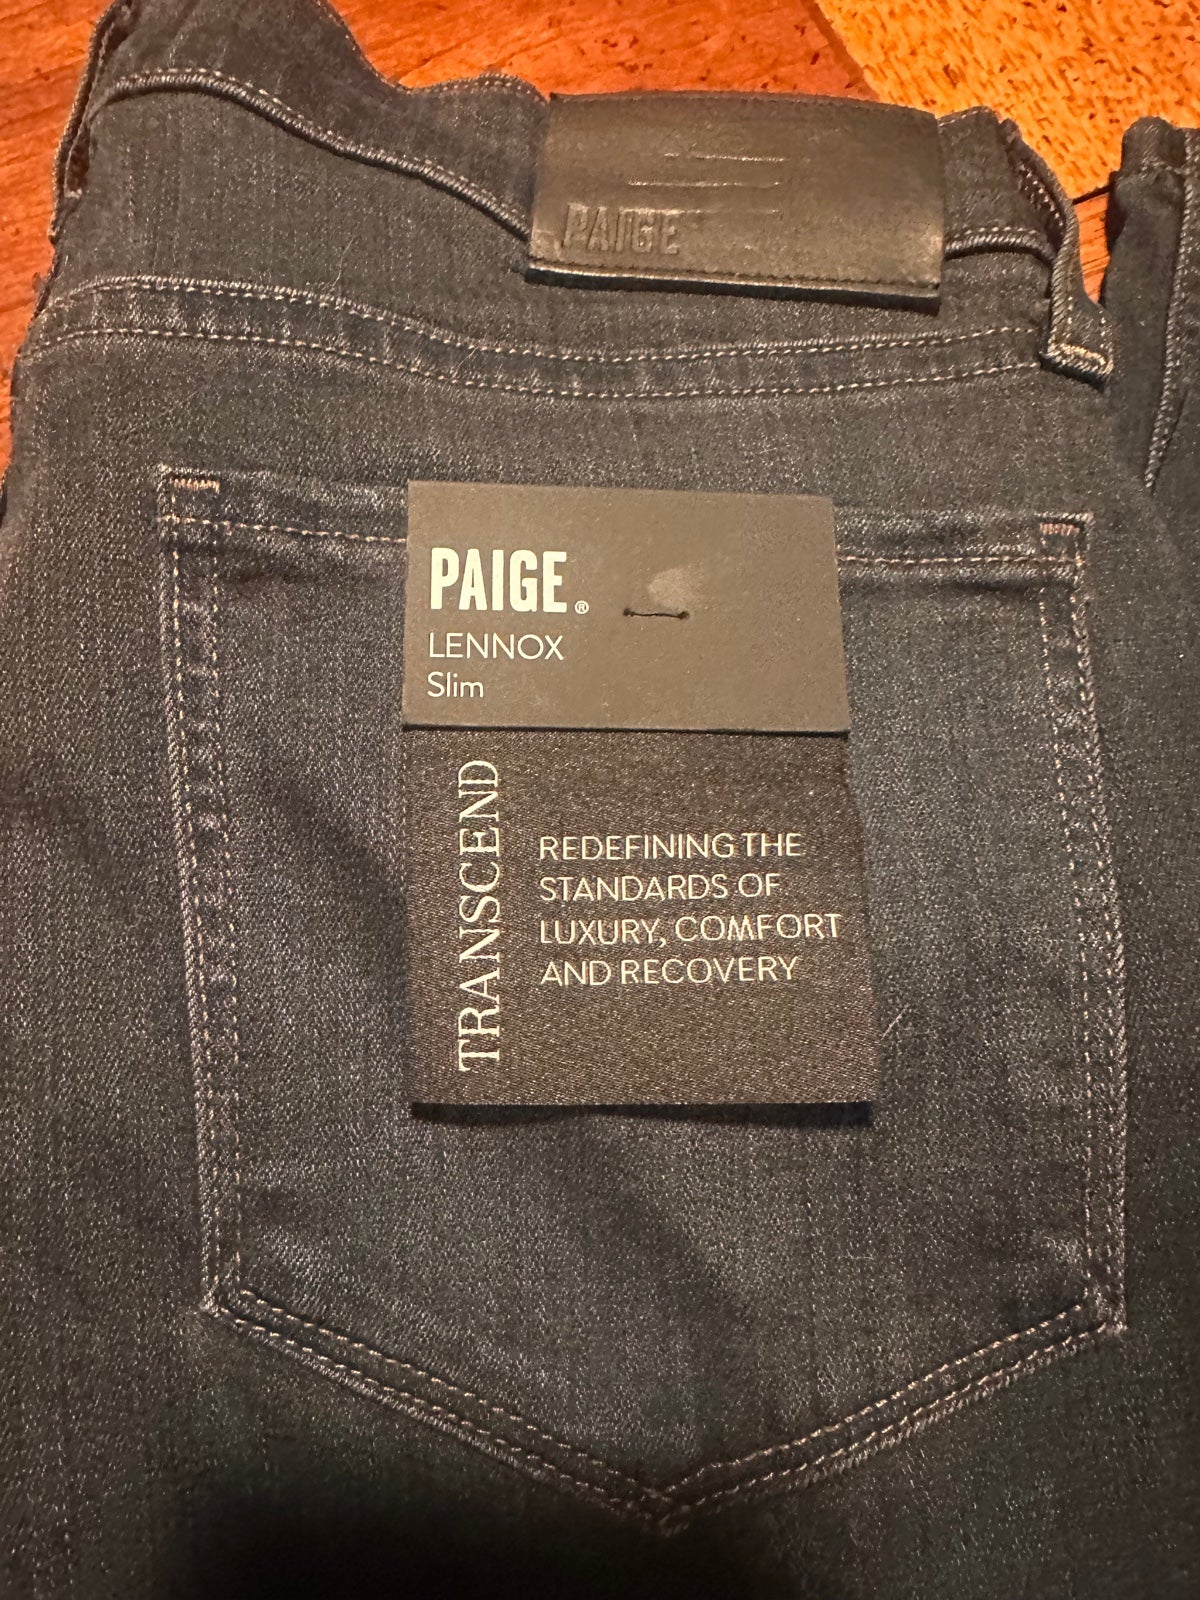 PAIGE
PAIGE®
LENNOX
Slim
TRANSCEND
REDEFINING THE
STANDARDS OF
LUXURY, COMFORT
AND RECOVERY